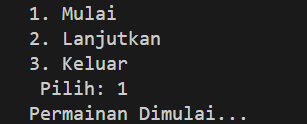 1. Mulai
2. Lanjutkan
3. Keluar
Pilih: 1
Permainan Dimulai...